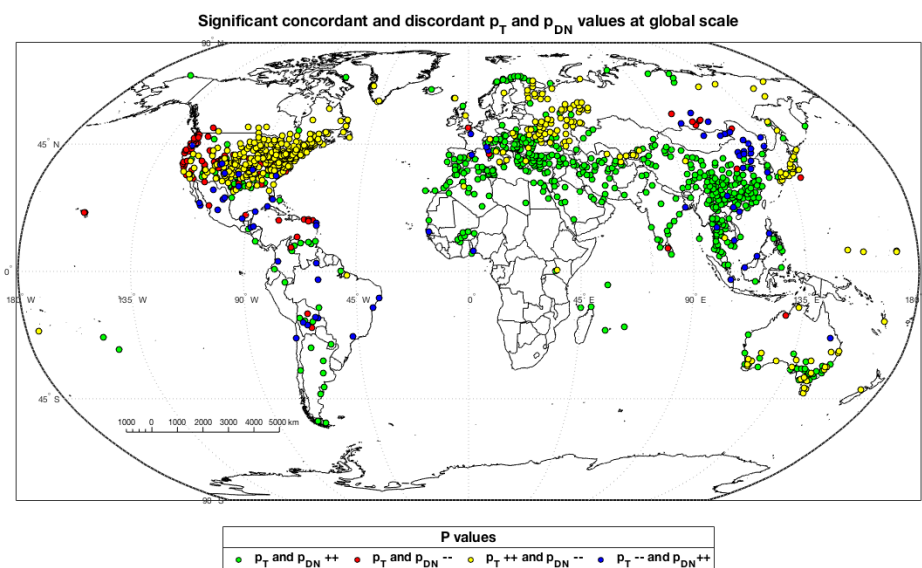 Significant concordant and discordant p_T and p_DN values at global scale
90° N
45° N
0°
180° W 135° W 90° W 45° W 0 45° E 90° E 135° E 180°
45° S
1000 0 1000 2000 3000 4000 5000 km
90° S
P values
p_T and p_DN ++ p_T and p_DN -- p_T ++ and p_DN -- p_T -- and p_DN ++